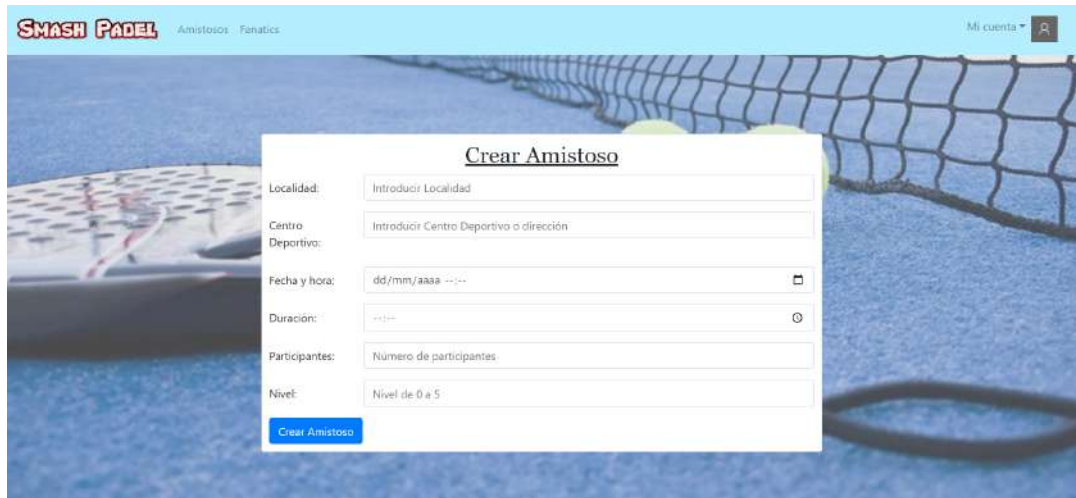 SMASH PADEL Amistosos Fanatics Mi cuenta
Crear Amistoso
Localidad: Introducir Localidad
Centro Deportivo: Introducir Centro Deportivo o dirección
Fecha y hora: dd/mm/aaaa --:--
Duración: --:--
Participantes: Número de participantes
Nivel: Nivel de 0 a 5
Crear Amistoso